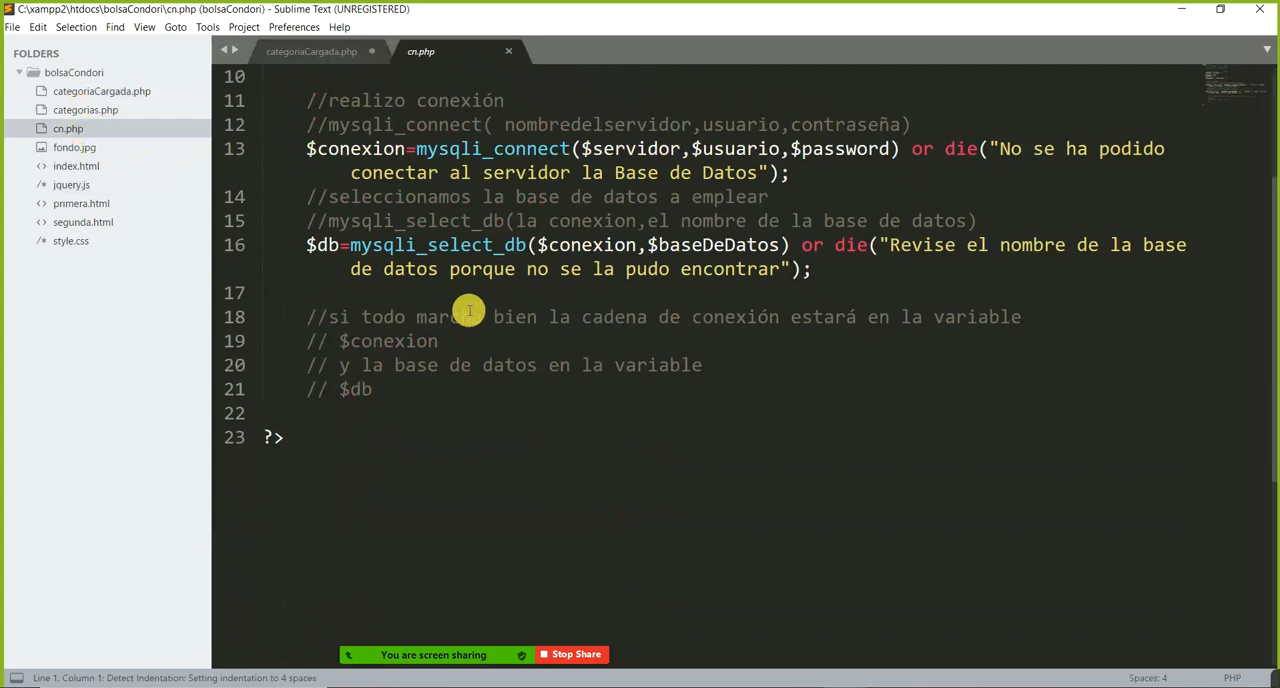 C:\xampp2\htdocs\bolsaCondori\cn.php (bolsaCondori) - Sublime Text (UNREGISTERED)
File Edit Selection Find View Goto Tools Project Preferences Help
FOLDERS
bolsaCondori
categoriaCargada.php
categorias.php
cn.php
fondo.jpg
index.html
jquery.js
primera.html
segunda.html
style.css
categoriaCargada.php cn.php
10
11 //realizo conexión
12 //mysqli_connect( nombredelservidor,usuario,contraseña)
13 $conexion=mysqli_connect($servidor,$usuario,$password) or die("No se ha podido
conectar al servidor la Base de Datos");
14 //seleccionamos la base de datos a emplear
15 //mysqli_select_db(la conexion,el nombre de la base de datos)
16 $db=mysqli_select_db($conexion,$baseDeDatos) or die("Revise el nombre de la base
de datos porque no se la pudo encontrar");
17
18 //si todo bien la cadena de conexión estará en la variable
19 // $conexion
20 // y la base de datos en la variable
21 // $db
22
23 ?>
You are screen sharing Stop Share
Line 1, Column 1: Detect Indentation: Setting indentation to 4 spaces Spaces: 4 PHP